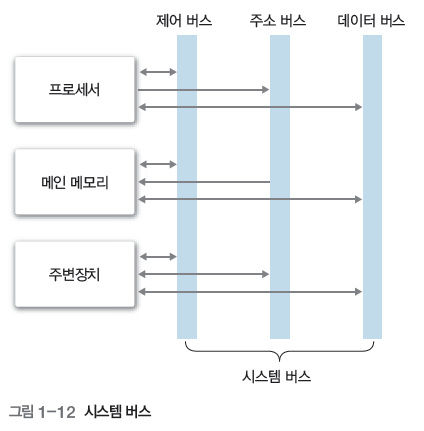 제어 버스 주소 버스 데이터 버스
프로세서
메인 메모리
주변장치
시스템 버스
그림 1-12 시스템 버스